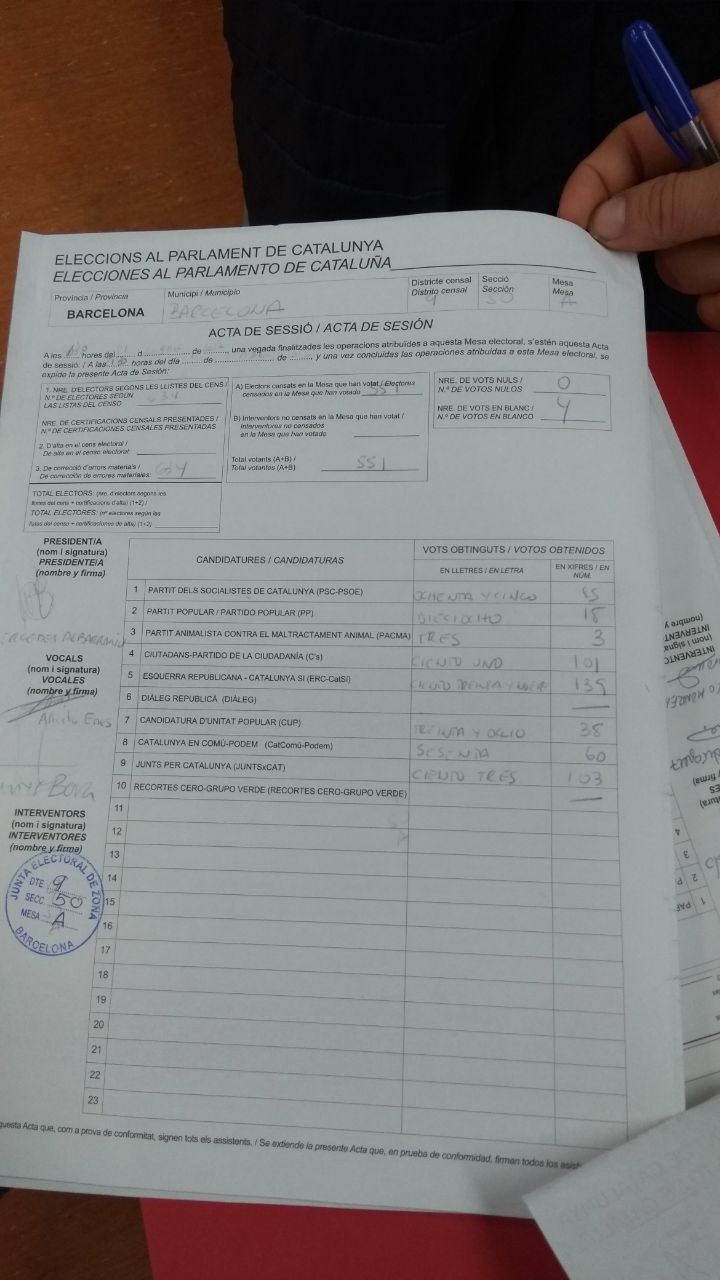 ELECCIONS AL PARLAMENT DE CATALUNYA
ELECCIONES AL PARLAMENTO DE CATALUÑA
Província / Provincia
BARCELONA
Municipi / Municipio
BARCELONA
Districte censal
Distrito censal
9
Secció
Sección
50
Mesa
Mesa
A
ACTA DE SESSIÓ / ACTA DE SESIÓN
A les hores del d de una vegada finalitzades les operacions atribuïdes a aquesta Mesa electoral, s'estén aquesta Acta
de sessió: / A las horas del día de de , y una vez concluidas las operaciones atribuidas a esta Mesa electoral, se
expide la presente Acta de Sesión:
1. NRE. D'ELECTORS SEGONS LES LLISTES DEL CENS /
N.º DE ELECTORES SEGÚN
LAS LISTAS DEL CENSO 634
NRE. DE CERTIFICACIONS CENSALS PRESENTADES /
N.º DE CERTIFICACIONES CENSALES PRESENTADAS
2. D'alta en el cens electoral /
De alta en el censo electoral:
3. De correcció d'errors materials /
De corrección de errores materiales: 634
TOTAL ELECTORS: (Nre. d'electors segons les
llistes del cens + certificacions d'alta) (1+2) /
TOTAL ELECTORES: (nº electores según las
listas del censo + certificaciones de alta) (1+2)
A) Electors censats en la Mesa que han votat / Electores
censados en la Mesa que han votado 551
B) Interventors no censats en la Mesa que han votat /
Interventores no censados
en la Mesa que han votado
Total votants (A+B) /
Total votantes (A+B) 551
NRE. DE VOTS NULS /
N.º DE VOTOS NULOS 0
NRE. DE VOTS EN BLANC /
N.º DE VOTOS EN BLANCO 4
PRESIDENT/A
(nom i signatura)
PRESIDENTE/A
(nombre y firma)
VOCALS
(nom i signatura)
VOCALES
(nombre y firma)
INTERVENTORS
(nom i signatura)
INTERVENTORES
(nombre y firma)
JUNTA ELECTORAL DE ZONA
DTE. 9
SECC. 50
MESA A
BARCELONA
CANDIDATURES / CANDIDATURAS
VOTS OBTINGUTS / VOTOS OBTENIDOS
EN LLETRES / EN LETRA
EN XIFRES / EN NÚM.
1 PARTIT DELS SOCIALISTES DE CATALUNYA (PSC-PSOE) OCHENTA Y CINCO 85
2 PARTIT POPULAR / PARTIDO POPULAR (PP) DIECIOCHO 18
3 PARTIT ANIMALISTA CONTRA EL MALTRACTAMENT ANIMAL (PACMA) TRES 3
4 CIUTADANS-PARTIDO DE LA CIUDADANÍA (C's) CIENTO UNO 101
5 ESQUERRA REPUBLICANA - CATALUNYA SÍ (ERC-CatSí) CIENTO TREINTA Y NUEVE 139
6 DIÀLEG REPUBLICÀ (DIÀLEG) —
7 CANDIDATURA D'UNITAT POPULAR (CUP) TREINTA Y OCHO 38
8 CATALUNYA EN COMÚ-PODEM (CatComú-Podem) SESENTA 60
9 JUNTS PER CATALUNYA (JUNTSxCAT) CIENTO TRES 103
10 RECORTES CERO-GRUPO VERDE (RECORTES CERO-GRUPO VERDE) —
11
12
13
14
15
16
17
18
19
20
21
22
23
questa Acta que, com a prova de conformitat, signen tots els assistents. / Se extiende la presente Acta que, en prueba de conformidad, firman todos los asist